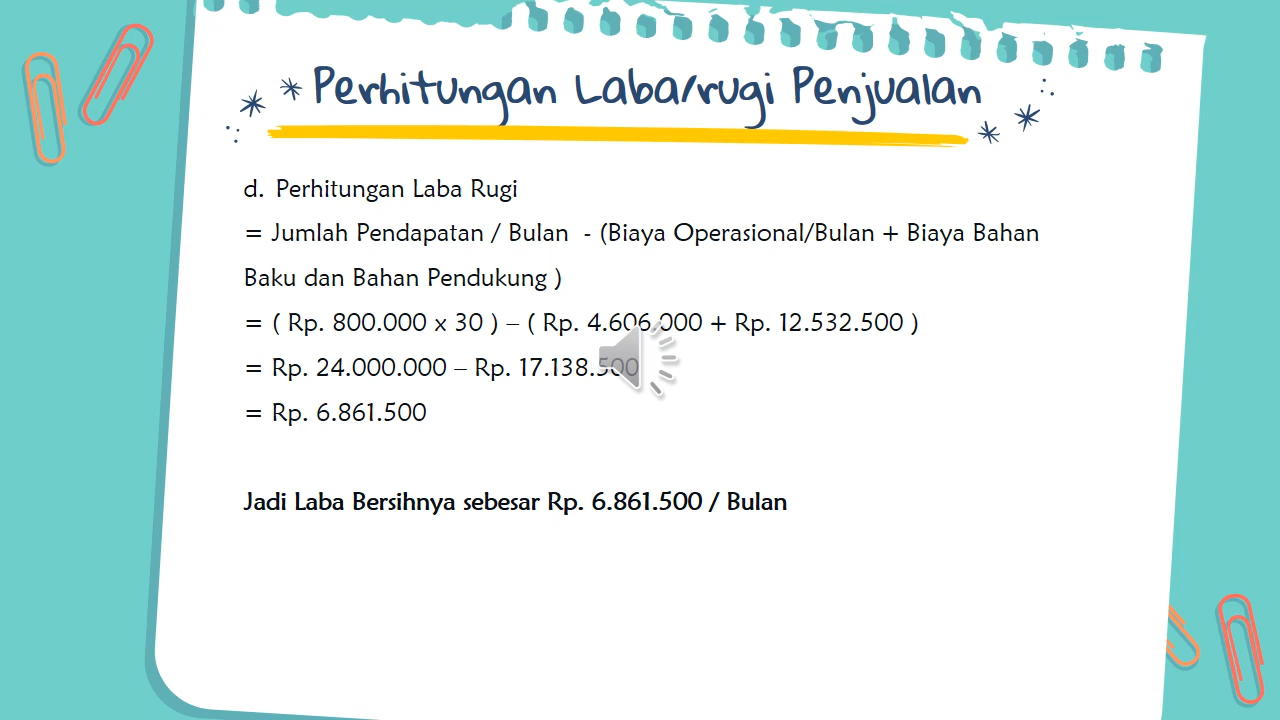 Perhitungan Laba/rugi Penjualan
d. Perhitungan Laba Rugi
= Jumlah Pendapatan / Bulan - (Biaya Operasional/Bulan + Biaya Bahan
Baku dan Bahan Pendukung )
= ( Rp. 800.000 x 30 ) – ( Rp. 4.606.000 + Rp. 12.532.500 )
= Rp. 24.000.000 – Rp. 17.138.500
= Rp. 6.861.500
Jadi Laba Bersihnya sebesar Rp. 6.861.500 / Bulan